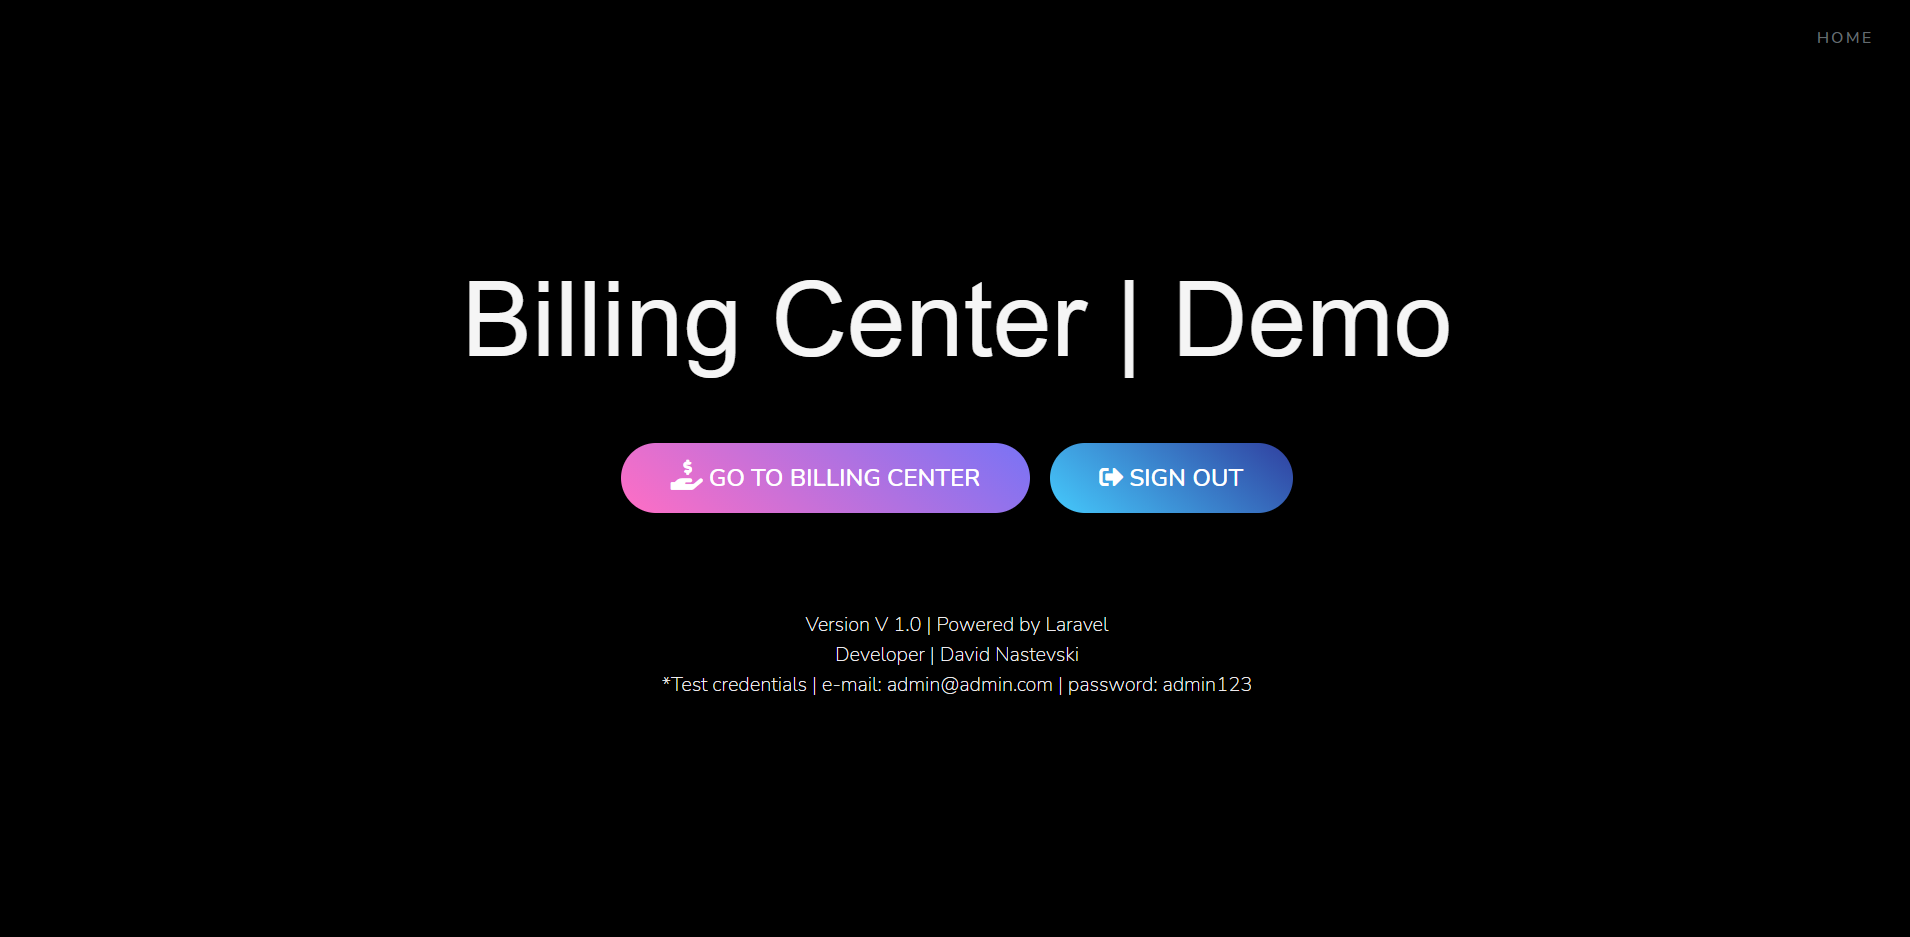 HOME
Billing Center | Demo
GO TO BILLING CENTER
SIGN OUT
Version V 1.0 | Powered by Laravel
Developer | David Nastevski
*Test credentials | e-mail: admin@admin.com | password: admin123